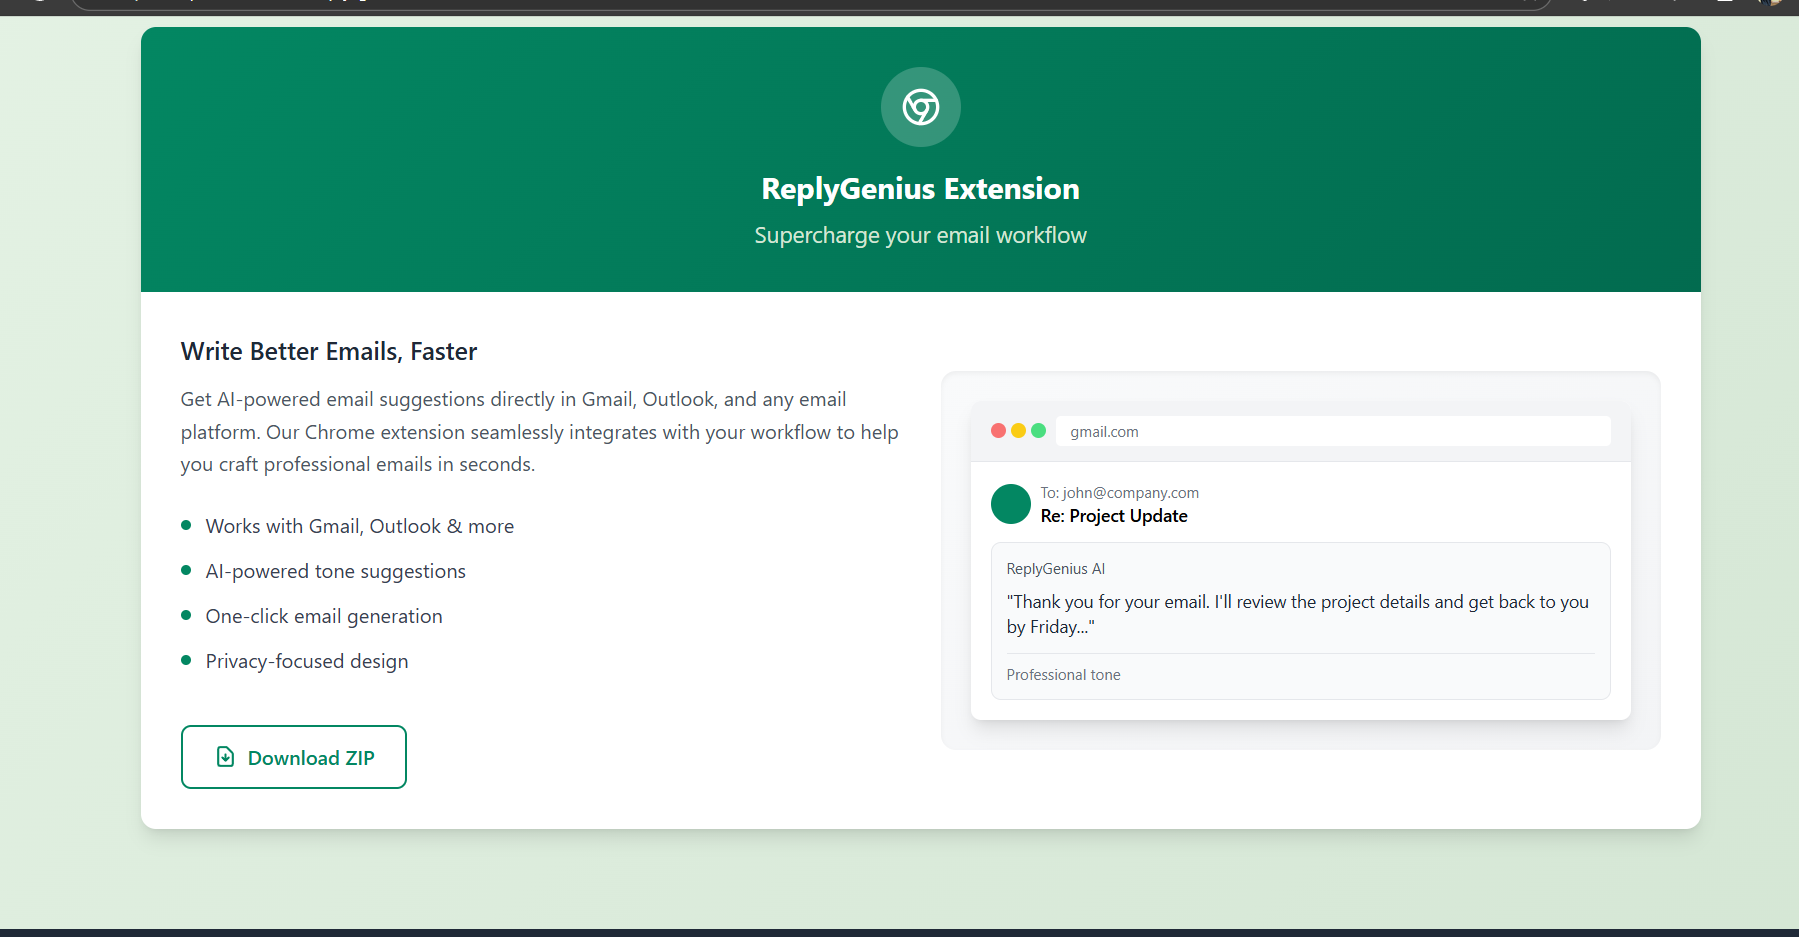 ReplyGenius Extension
Supercharge your email workflow
Write Better Emails, Faster
Get AI-powered email suggestions directly in Gmail, Outlook, and any email
platform. Our Chrome extension seamlessly integrates with your workflow to help
you craft professional emails in seconds.
Works with Gmail, Outlook & more
AI-powered tone suggestions
One-click email generation
Privacy-focused design
Download ZIP
gmail.com
To: john@company.com
Re: Project Update
ReplyGenius AI
"Thank you for your email. I'll review the project details and get back to you
by Friday..."
Professional tone